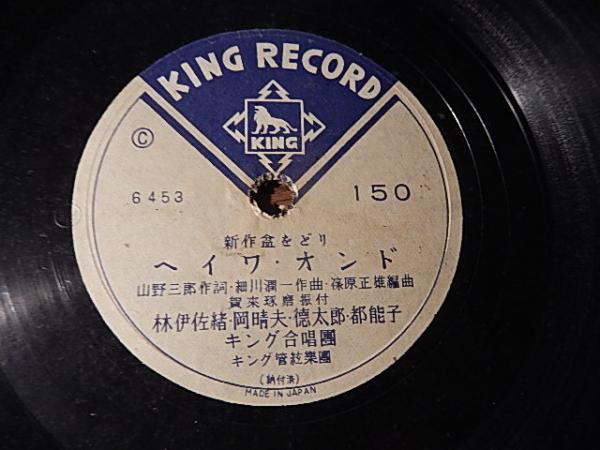 KING RECORD
KING
Ⓒ
6453
150
新作盆をどり
ヘイワ・オンド
山野三郎作詞・細川潤一作曲・篠原正雄編曲
賀來琢磨振付
林伊佐緒・岡晴夫・德太郎・都能子
キング合唱團
キング管絃樂團
(納付済)
MADE IN JAPAN